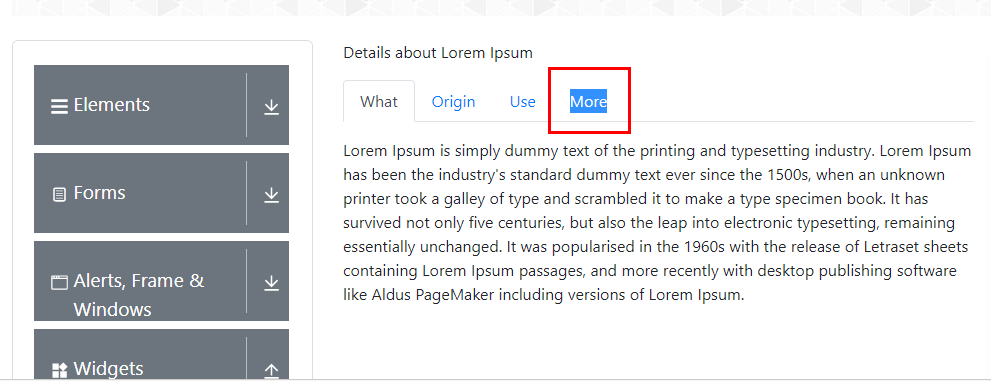 Elements
Forms
Alerts, Frame &
Windows
Widgets
Details about Lorem Ipsum
What Origin Use More
Lorem Ipsum is simply dummy text of the printing and typesetting industry. Lorem Ipsum
has been the industry's standard dummy text ever since the 1500s, when an unknown
printer took a galley of type and scrambled it to make a type specimen book. It has
survived not only five centuries, but also the leap into electronic typesetting, remaining
essentially unchanged. It was popularised in the 1960s with the release of Letraset sheets
containing Lorem Ipsum passages, and more recently with desktop publishing software
like Aldus PageMaker including versions of Lorem Ipsum.